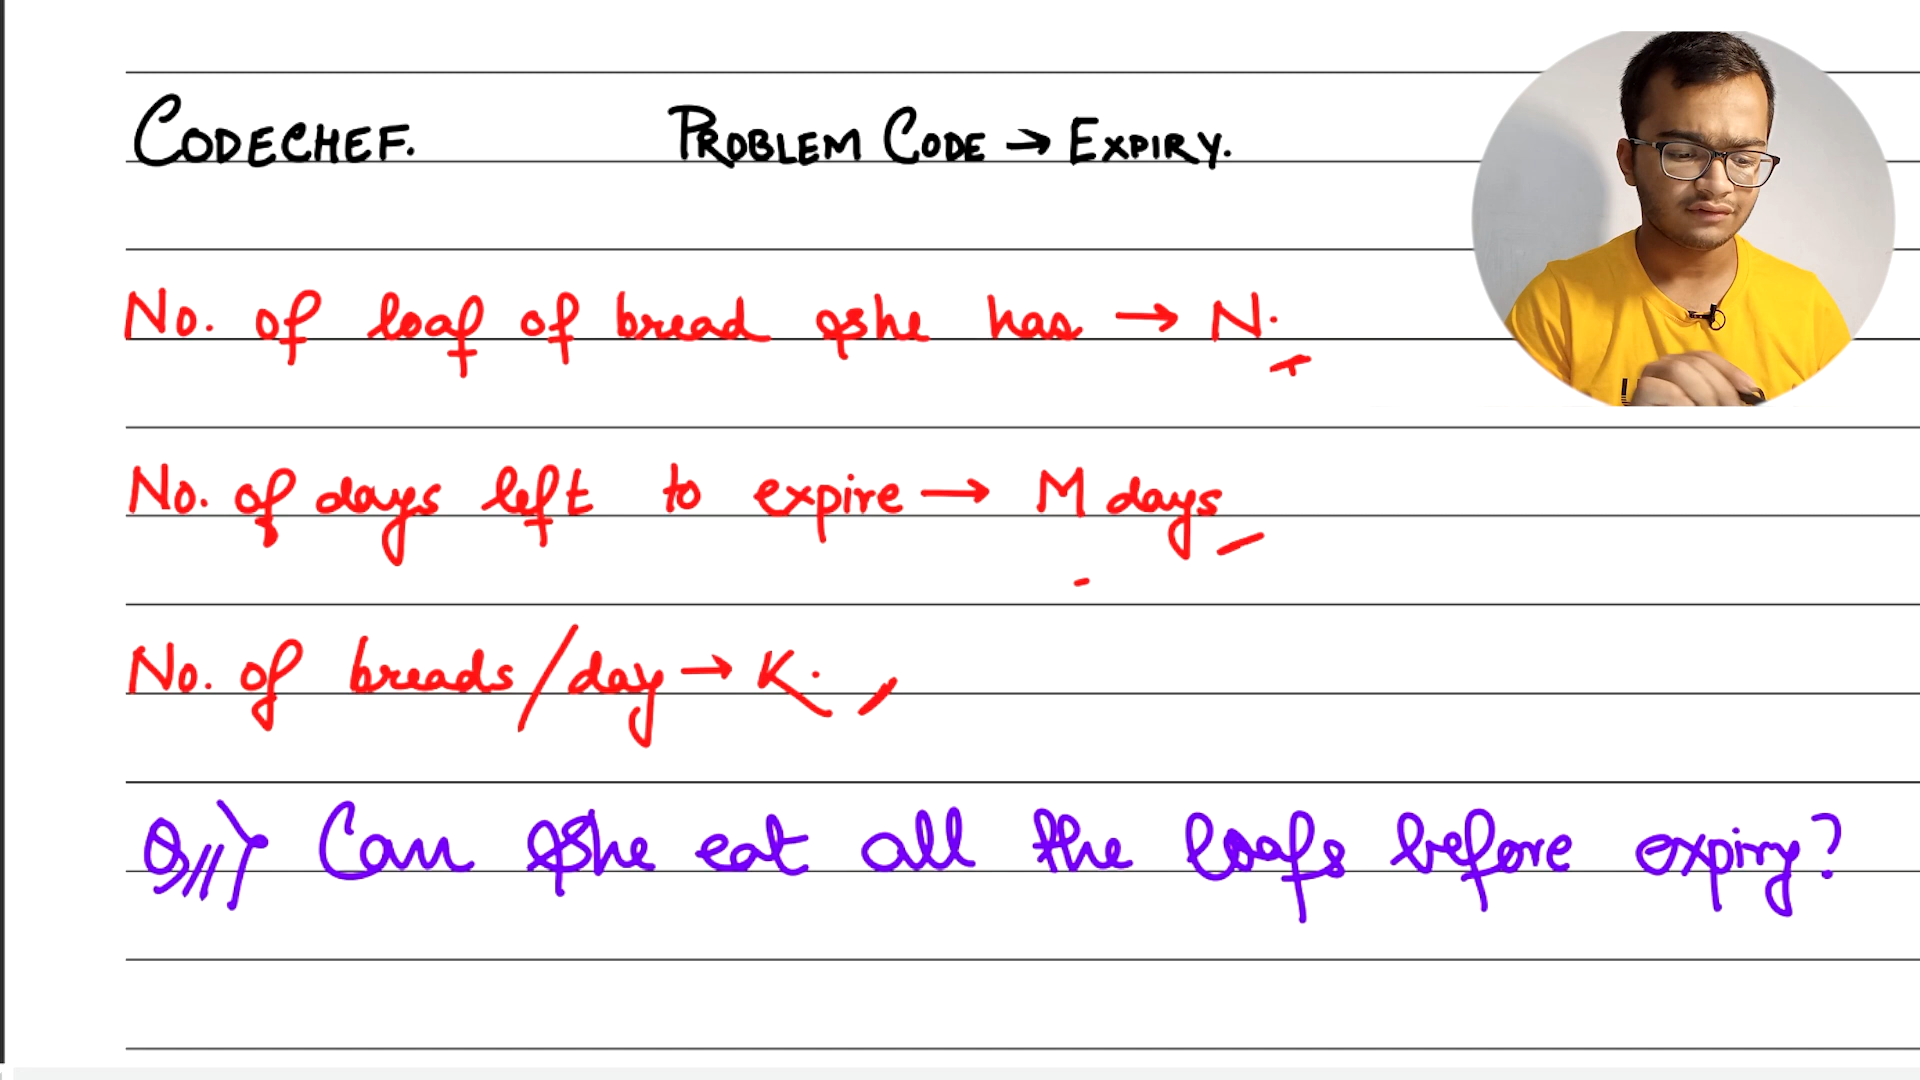 CODECHEF. PROBLEM CODE → EXPIRY.
No. of loaf of bread she has → N.
No. of days left to expire → M days
No. of breads/day → K.
Q Can she eat all the loafs before expiry?